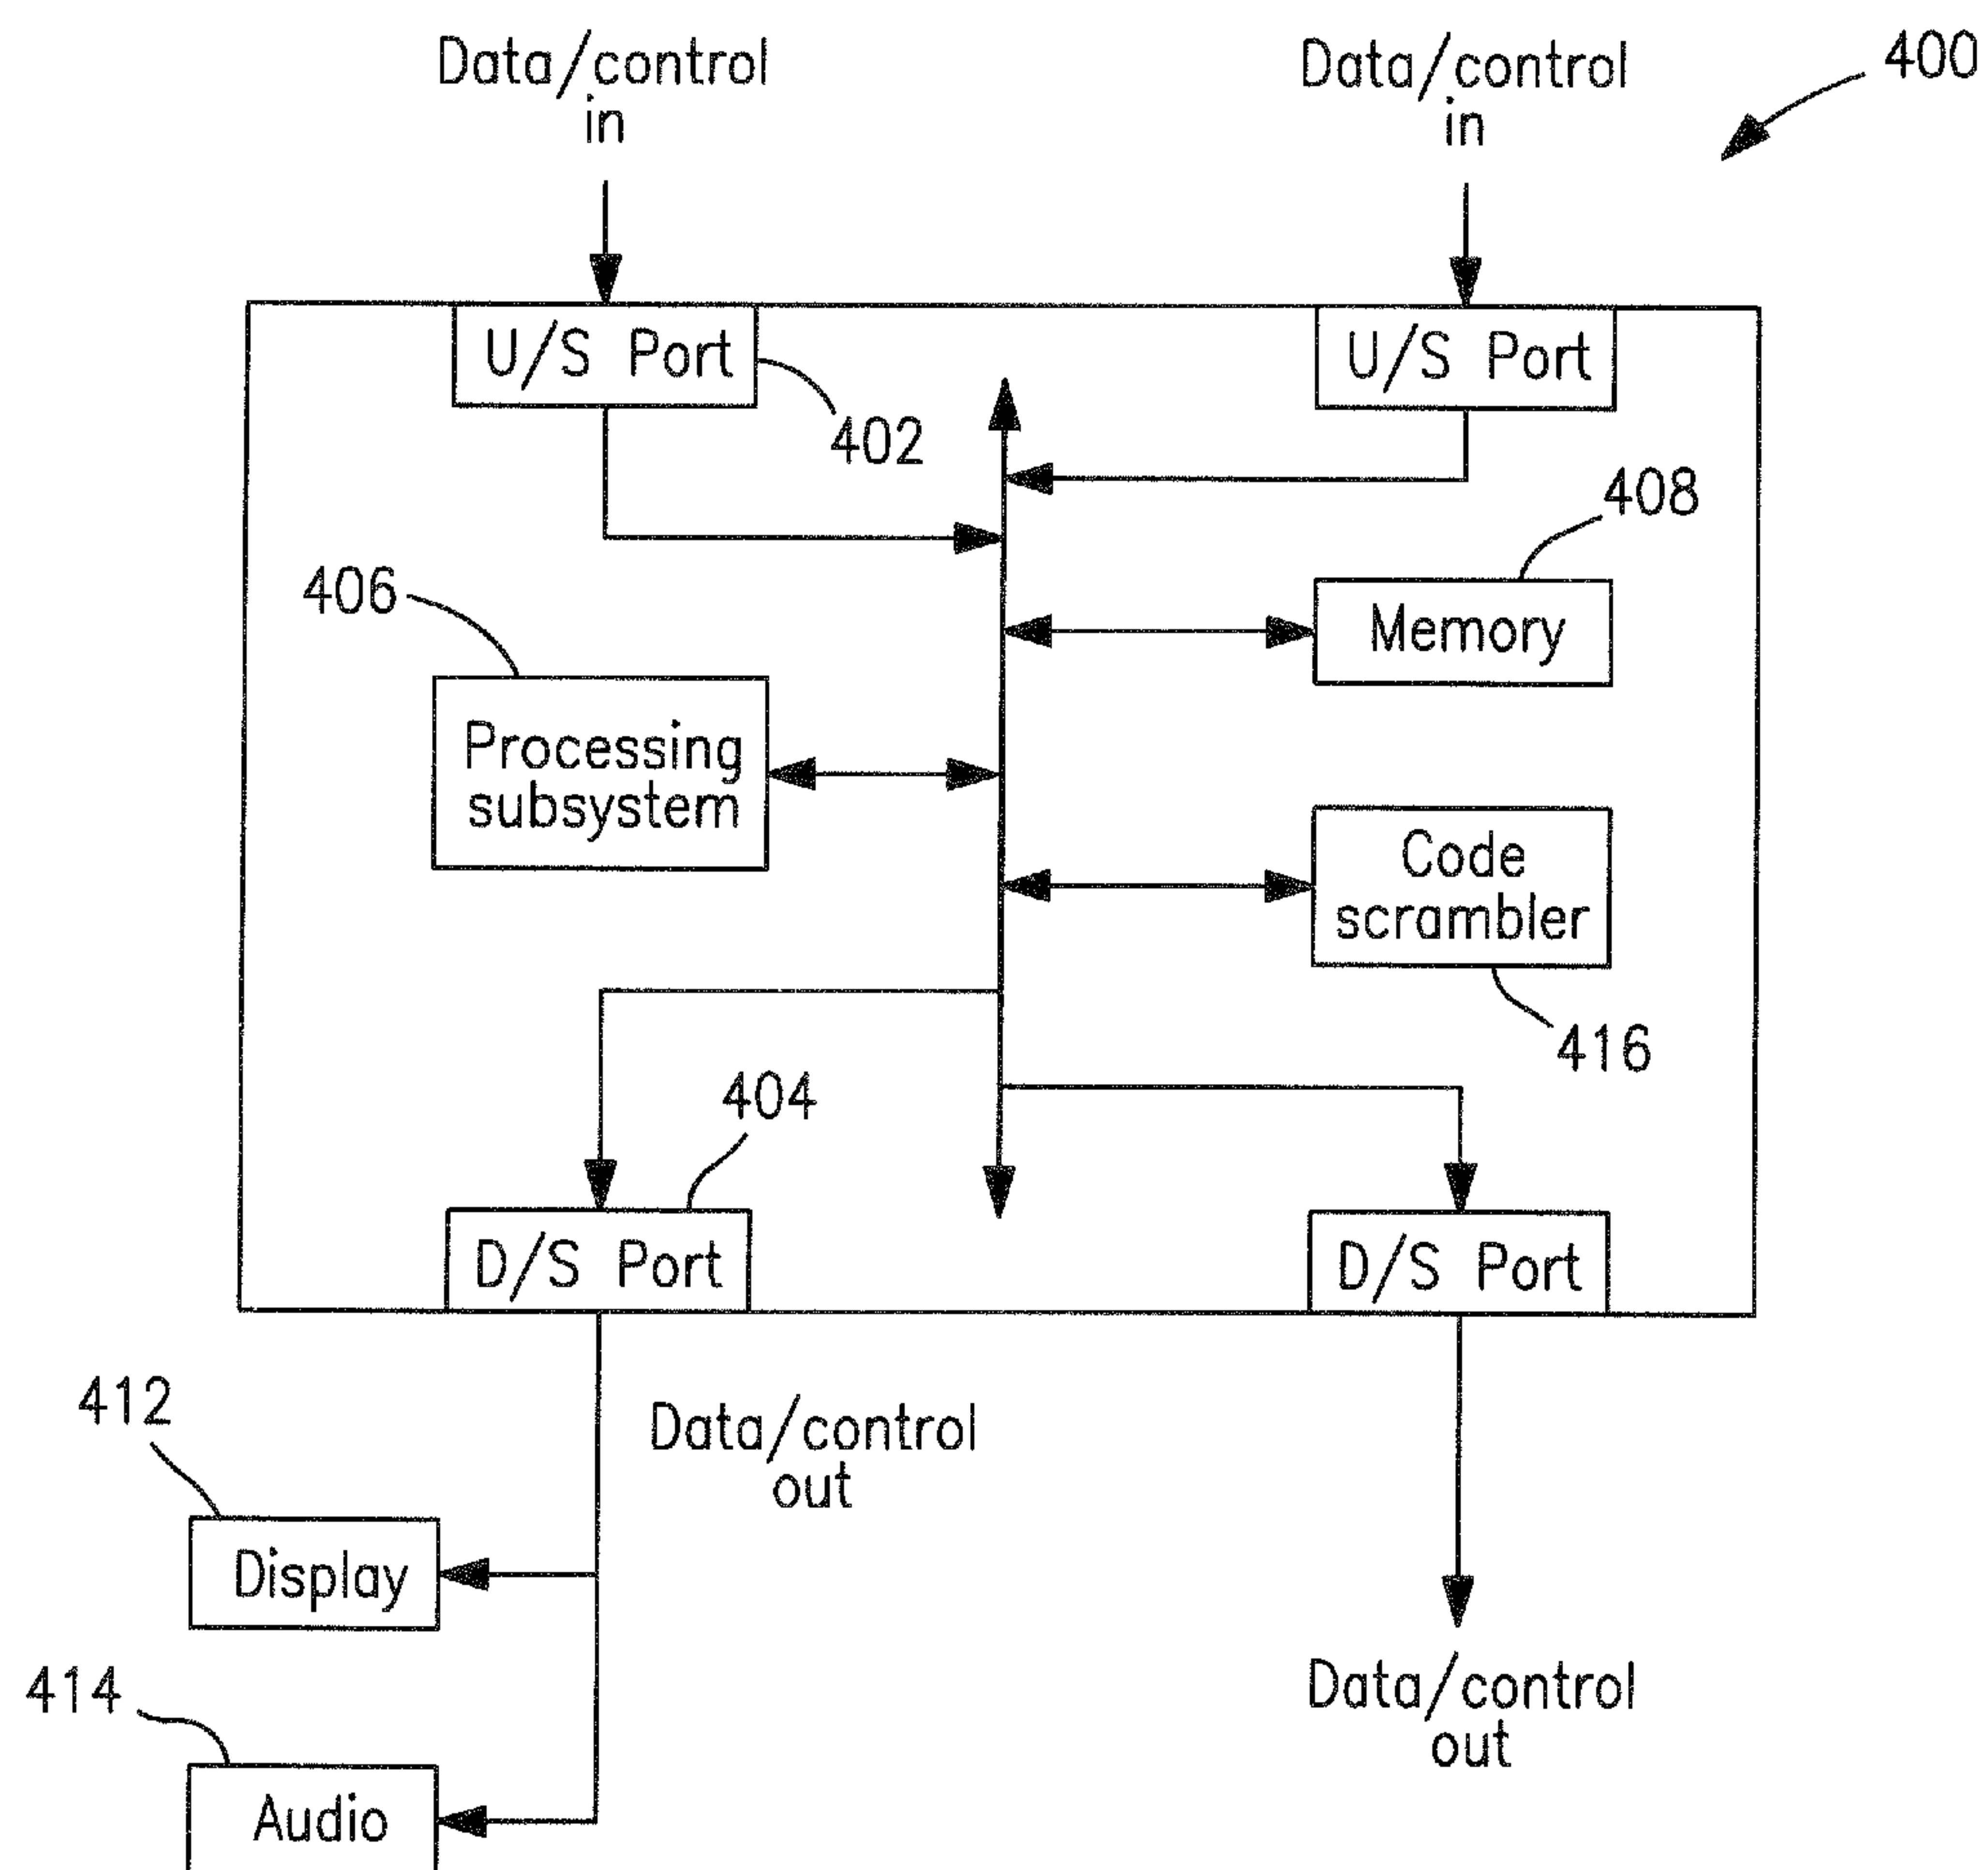 Data/control
in
Data/control
in
400
U/S Port
U/S Port
402
408
406
Memory
Processing
subsystem
Code
scrambler
416
404
D/S Port
D/S Port
412
Data/control
out
Display
414
Data/control
out
Audio